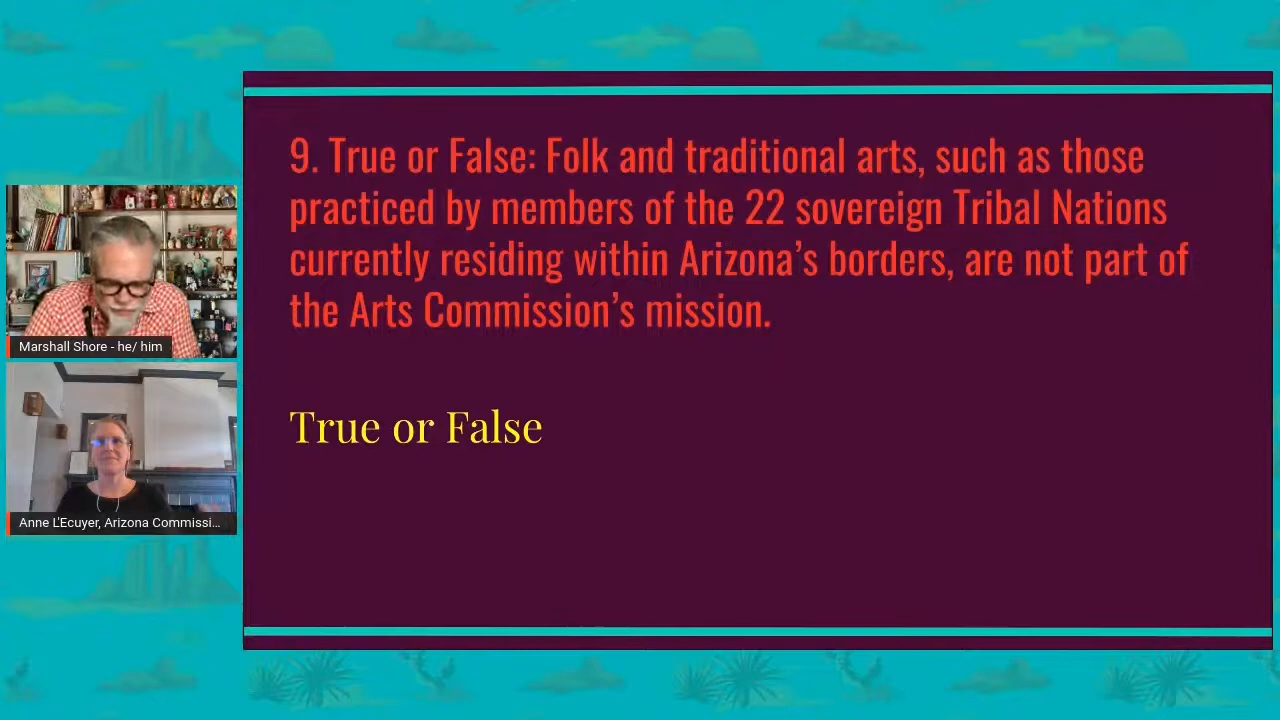 9. True or False: Folk and traditional arts, such as those
practiced by members of the 22 sovereign Tribal Nations
currently residing within Arizona’s borders, are not part of
the Arts Commission’s mission.
True or False
Marshall Shore - he/ him
Anne L'Ecuyer, Arizona Commissi...